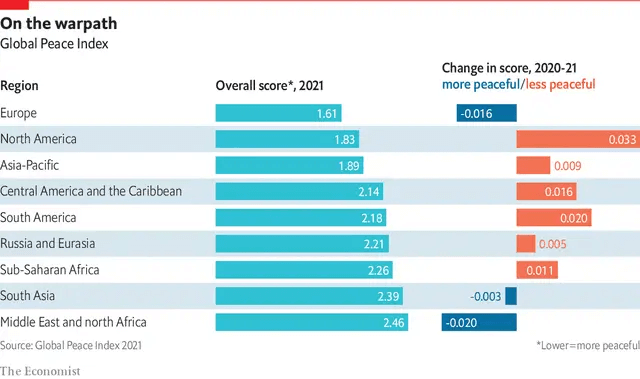 On the warpath
Global Peace Index
Change in score, 2020-21
Region Overall score*, 2021 more peaceful/less peaceful
Europe 1.61 -0.016
North America 1.83 0.033
Asia-Pacific 1.89 0.009
Central America and the Caribbean 2.14 0.016
South America 2.18 0.020
Russia and Eurasia 2.21 0.005
Sub-Saharan Africa 2.26 0.011
South Asia 2.39 -0.003
Middle East and north Africa 2.46 -0.020
Source: Global Peace Index 2021 *Lower=more peaceful
The Economist